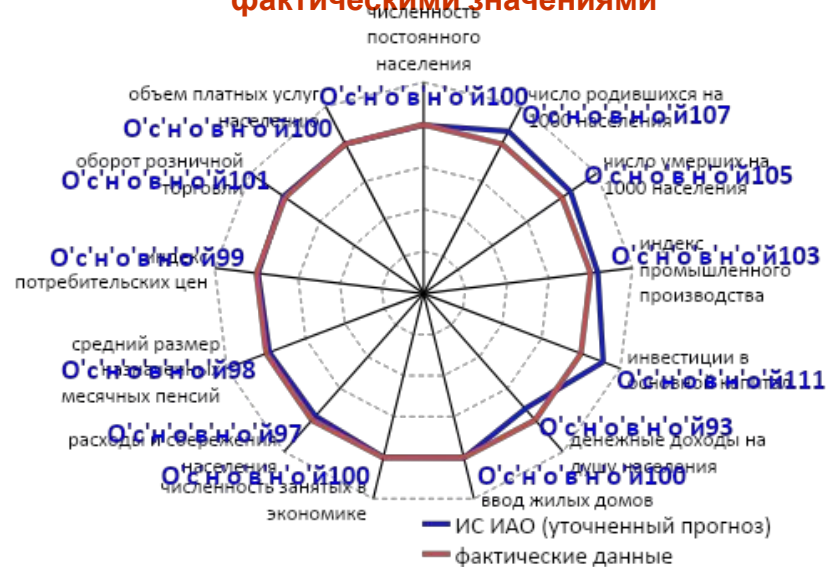 фактическими значениями
численность
постоянного
населения
О'с'н'о'в'н'о'й100
число родившихся на
1000 населения
О'с'н'о'в'н'о'й107
число умерших на
1000 населения
О'с'н'о'в'н'о'й105
индекс
промышленного
производства
О'с'н'о'в'н'о'й103
инвестиции в
основной капитал
О'с'н'о'в'н'о'й111
денежные доходы на
душу населения
О'с'н'о'в'н'о'й93
ввод жилых домов
О'с'н'о'в'н'о'й100
численность занятых в
экономике
О'с'н'о'в'н'о'й100
расходы и сбережения
населения
О'с'н'о'в'н'о'й97
средний размер
назначенных
месячных пенсий
О'с'н'о'в'н'о'й98
индекс
потребительских цен
О'с'н'о'в'н'о'й99
оборот розничной
торговли
О'с'н'о'в'н'о'й101
объем платных услуг
населению
О'с'н'о'в'н'о'й100
ИС ИАО (уточненный прогноз)
фактические данные